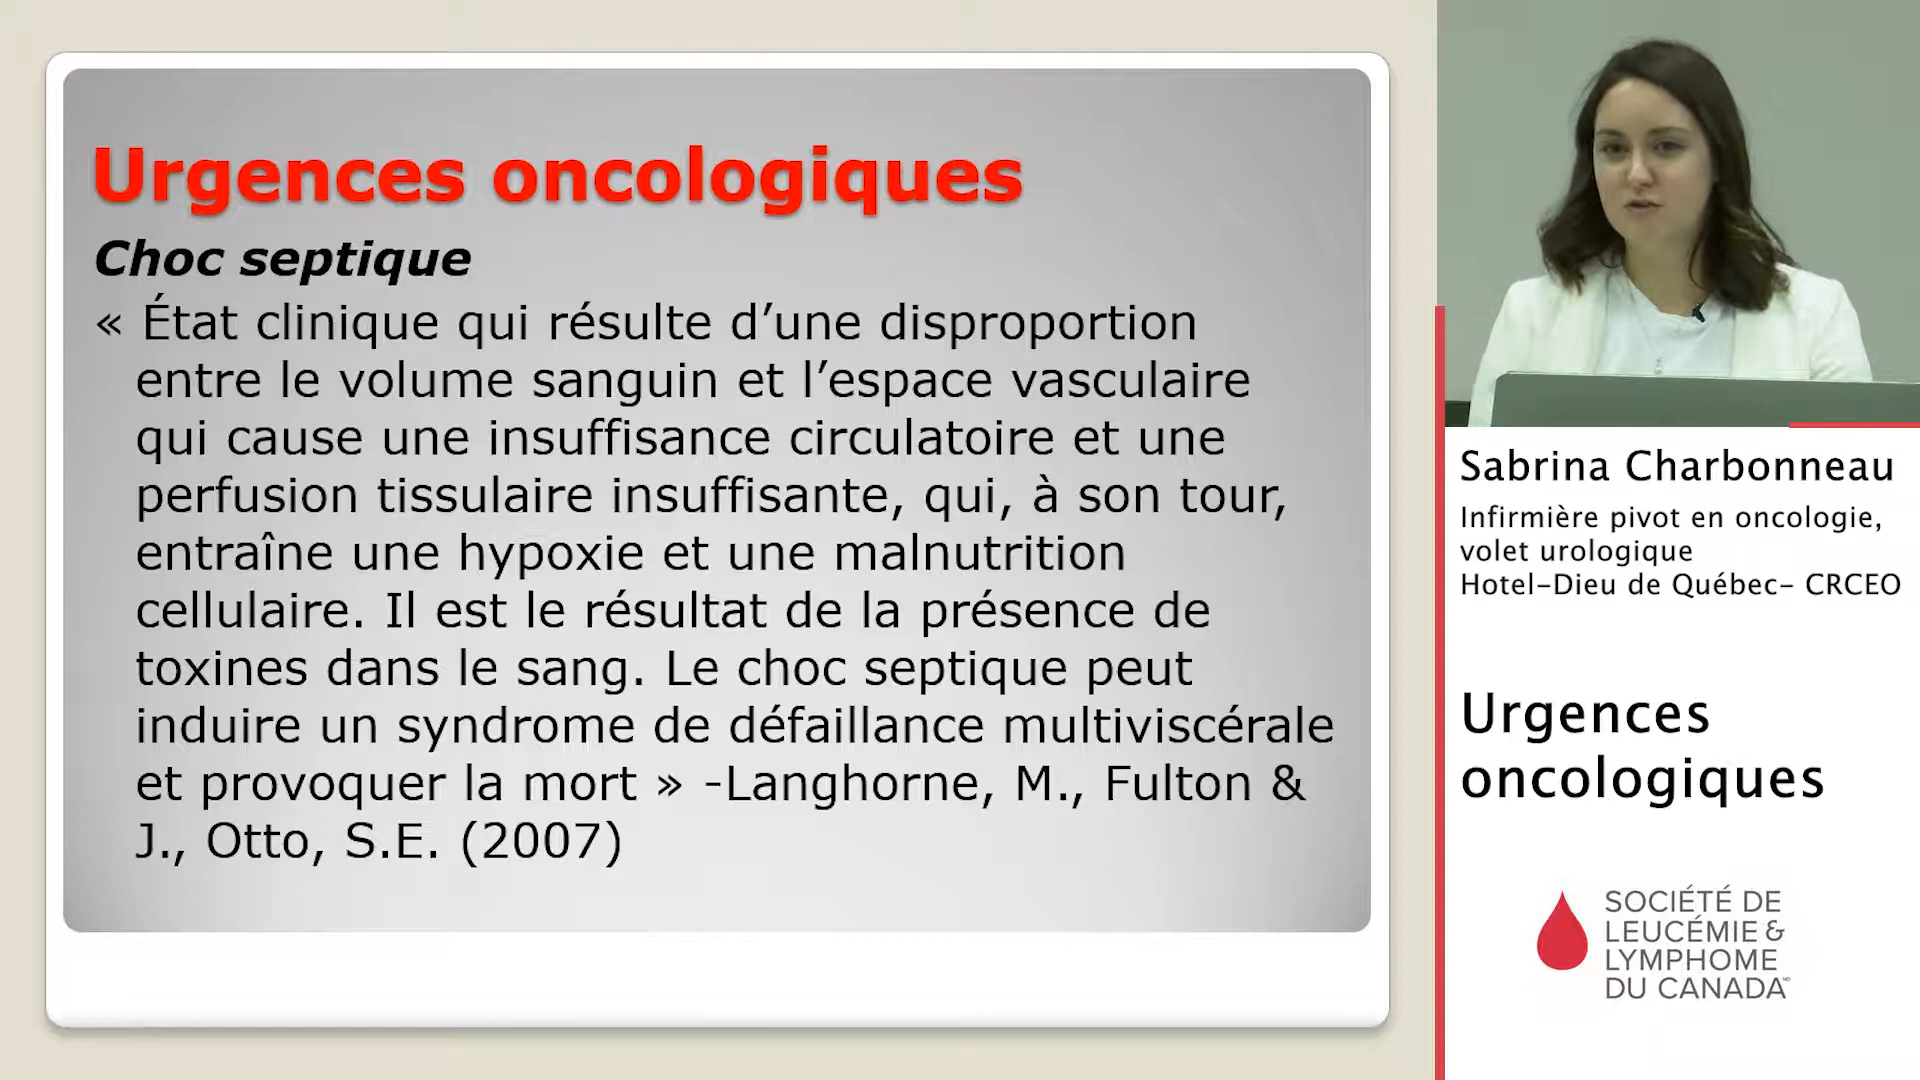 Urgences oncologiques
Choc septique
« État clinique qui résulte d’une disproportion
entre le volume sanguin et l’espace vasculaire
qui cause une insuffisance circulatoire et une
perfusion tissulaire insuffisante, qui, à son tour,
entraîne une hypoxie et une malnutrition
cellulaire. Il est le résultat de la présence de
toxines dans le sang. Le choc septique peut
induire un syndrome de défaillance multiviscérale
et provoquer la mort » -Langhorne, M., Fulton &
J., Otto, S.E. (2007)
Sabrina Charbonneau
Infirmière pivot en oncologie,
volet urologique
Hotel-Dieu de Québec- CRCEO
Urgences
oncologiques
SOCIÉTÉ DE
LEUCÉMIE &
LYMPHOME
DU CANADA